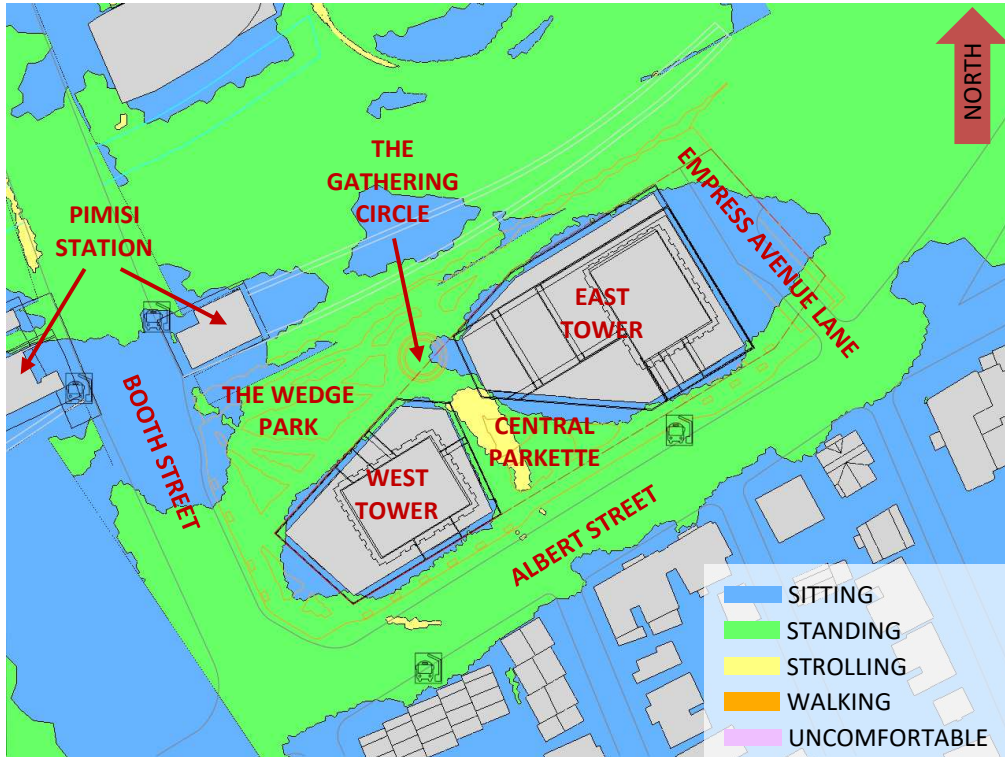 NORTH
THE
GATHERING
CIRCLE
EMPRESS AVENUE LANE
PIMISI
STATION
EAST
TOWER
BOOTH STREET
THE WEDGE
PARK
CENTRAL
PARKETTE
WEST
TOWER
ALBERT STREET
SITTING
STANDING
STROLLING
WALKING
UNCOMFORTABLE